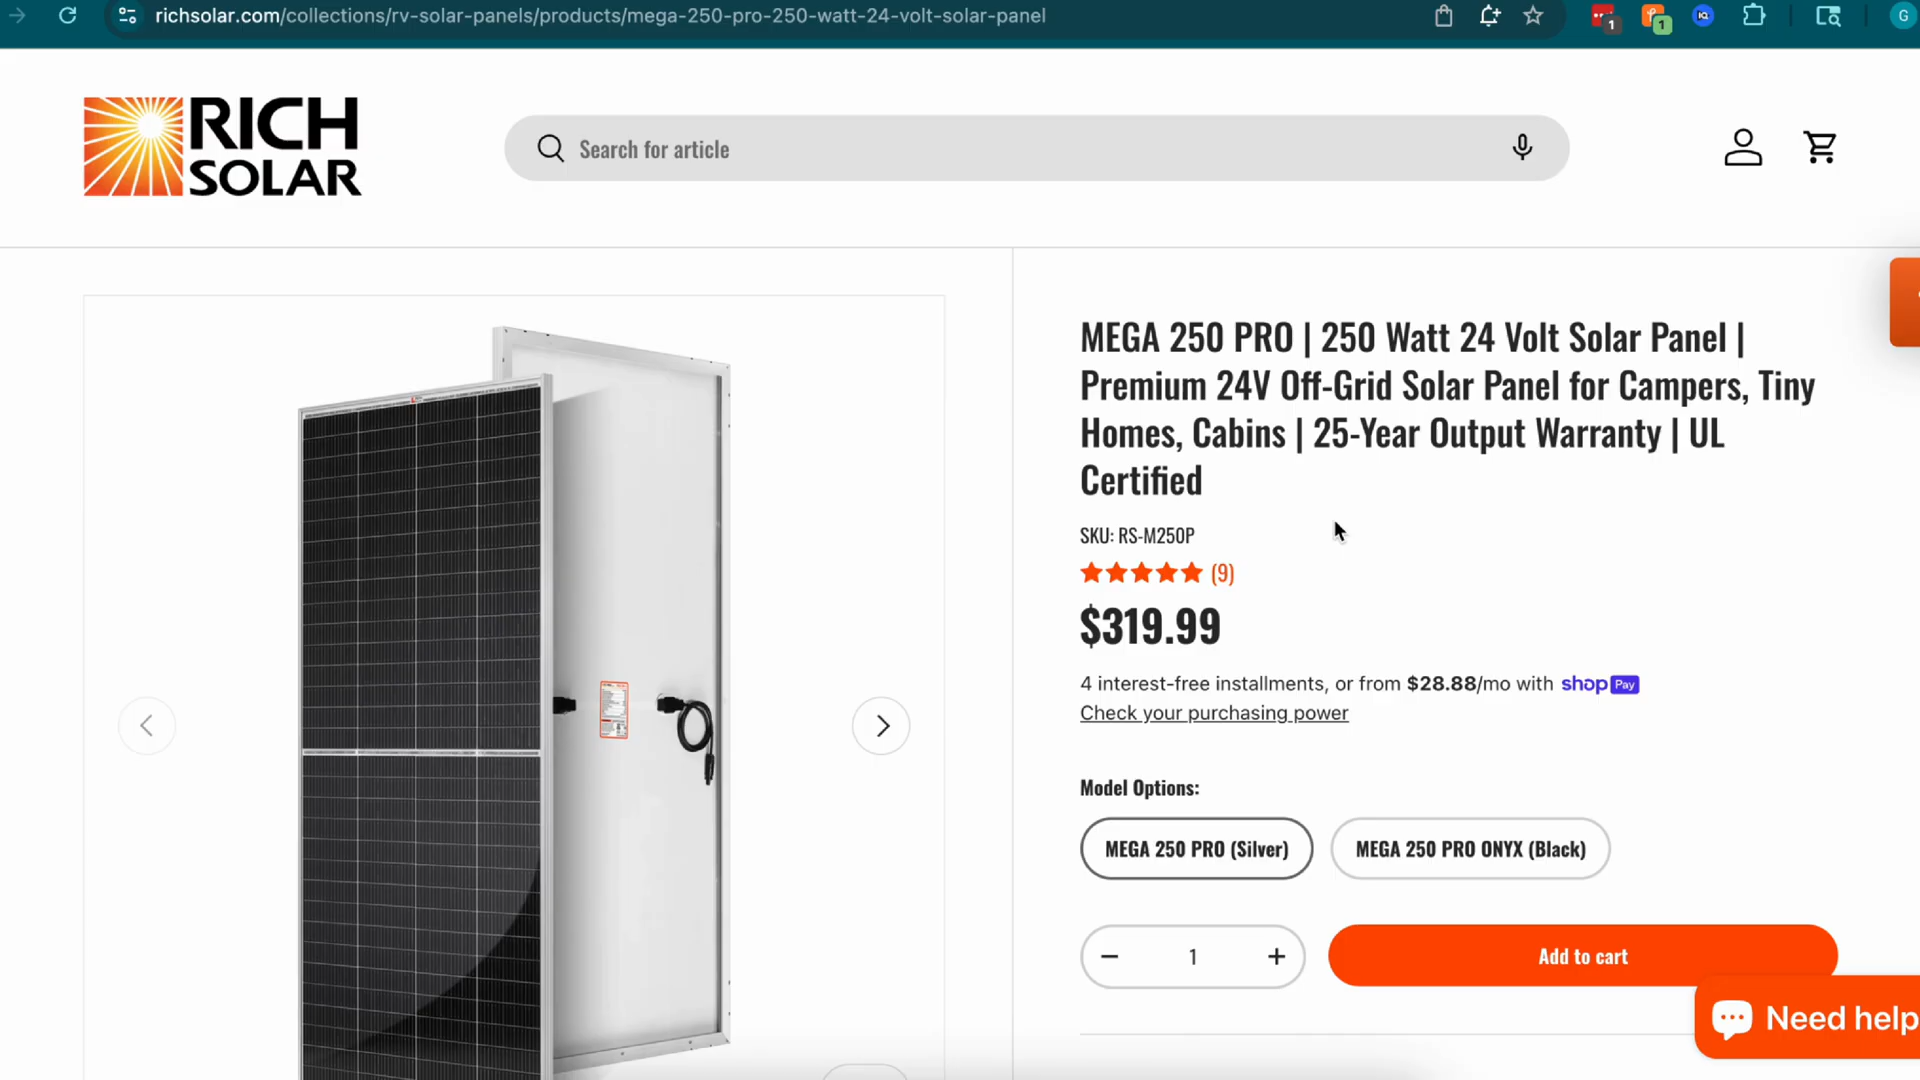 richsolar.com/collections/rv-solar-panels/products/mega-250-pro-250-watt-24-volt-solar-panel
1
1
IQ
G
RICH
SOLAR
Search for article
MEGA 250 PRO | 250 Watt 24 Volt Solar Panel |
Premium 24V Off-Grid Solar Panel for Campers, Tiny
Homes, Cabins | 25-Year Output Warranty | UL
Certified
SKU: RS-M250P
(9)
$319.99
4 interest-free installments, or from $28.88/mo with shop Pay
Check your purchasing power
Model Options:
MEGA 250 PRO (Silver)
MEGA 250 PRO ONYX (Black)
1
Add to cart
Need help